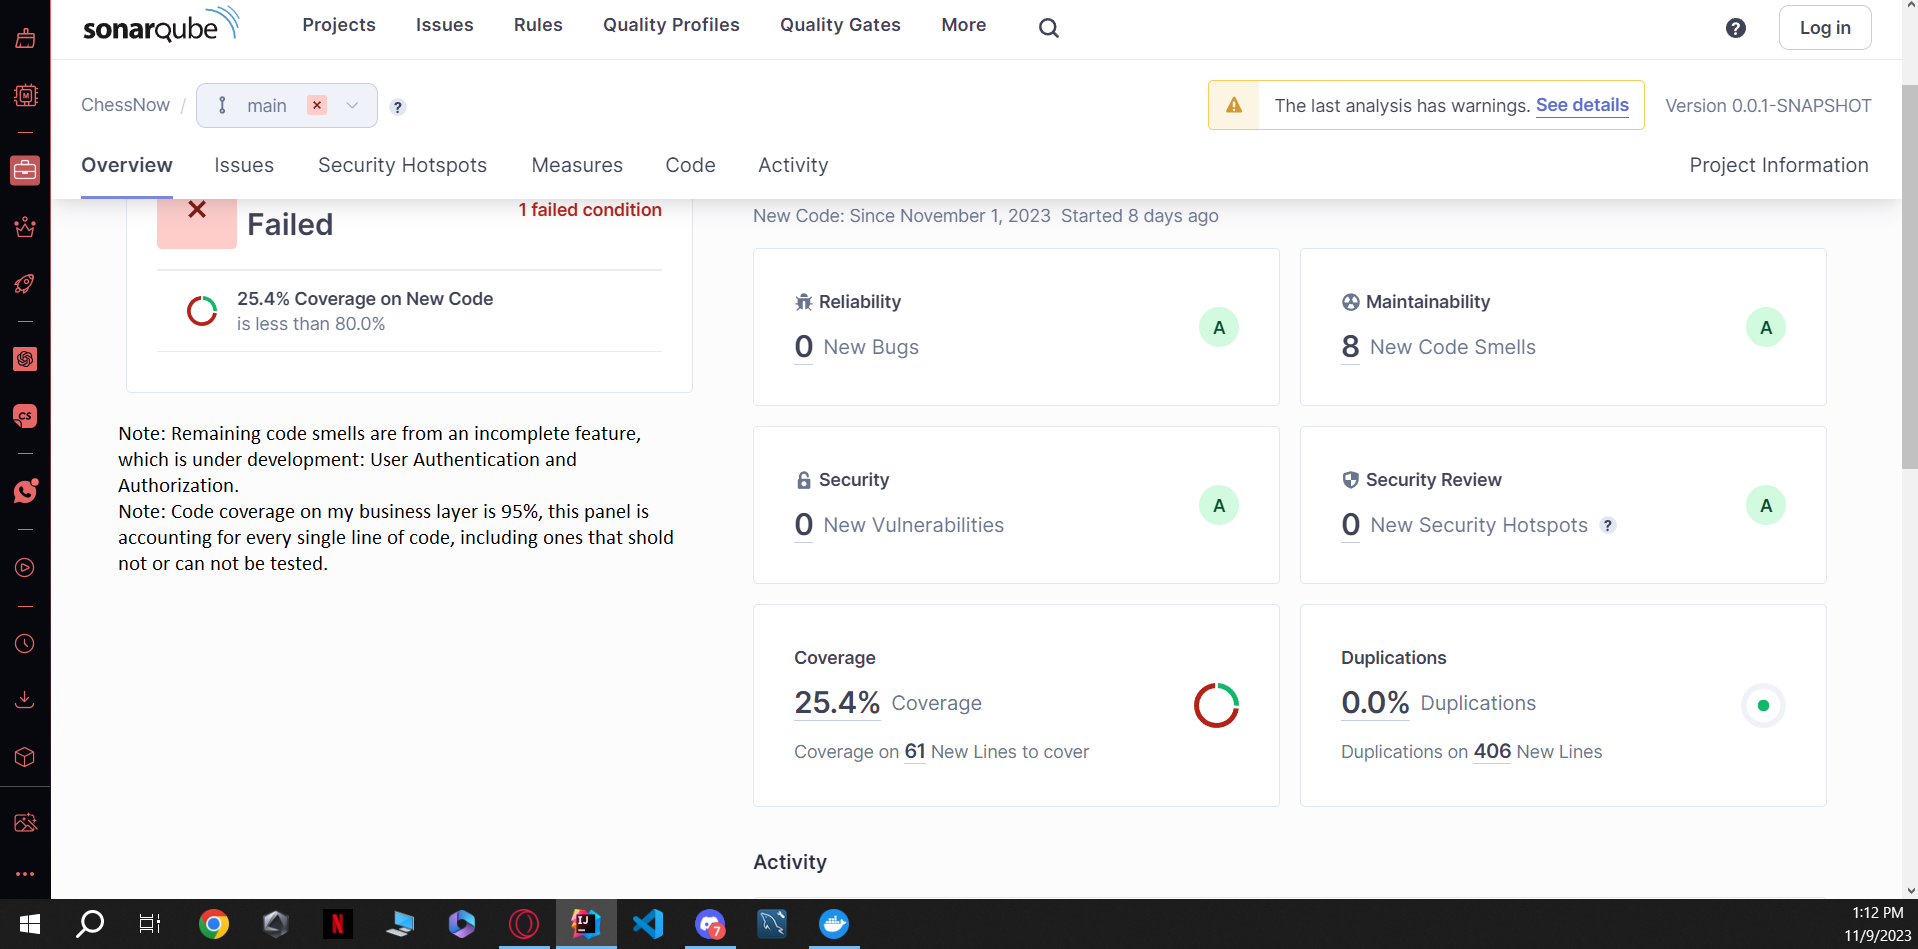 sonarqube
Projects Issues Rules Quality Profiles Quality Gates More
? Log in
ChessNow / main ?
The last analysis has warnings. See details
Version 0.0.1-SNAPSHOT
Overview Issues Security Hotspots Measures Code Activity
Project Information
Failed
1 failed condition
25.4% Coverage on New Code
is less than 80.0%
Note: Remaining code smells are from an incomplete feature,
which is under development: User Authentication and
Authorization.
Note: Code coverage on my business layer is 95%, this panel is
accounting for every single line of code, including ones that shold
not or can not be tested.
New Code: Since November 1, 2023 Started 8 days ago
Reliability
0 New Bugs
A
Maintainability
8 New Code Smells
A
Security
0 New Vulnerabilities
A
Security Review
0 New Security Hotspots ?
A
Coverage
25.4% Coverage
Coverage on 61 New Lines to cover
Duplications
0.0% Duplications
Duplications on 406 New Lines
Activity
M
CS
N
IJ
7
1:12 PM
11/9/2023